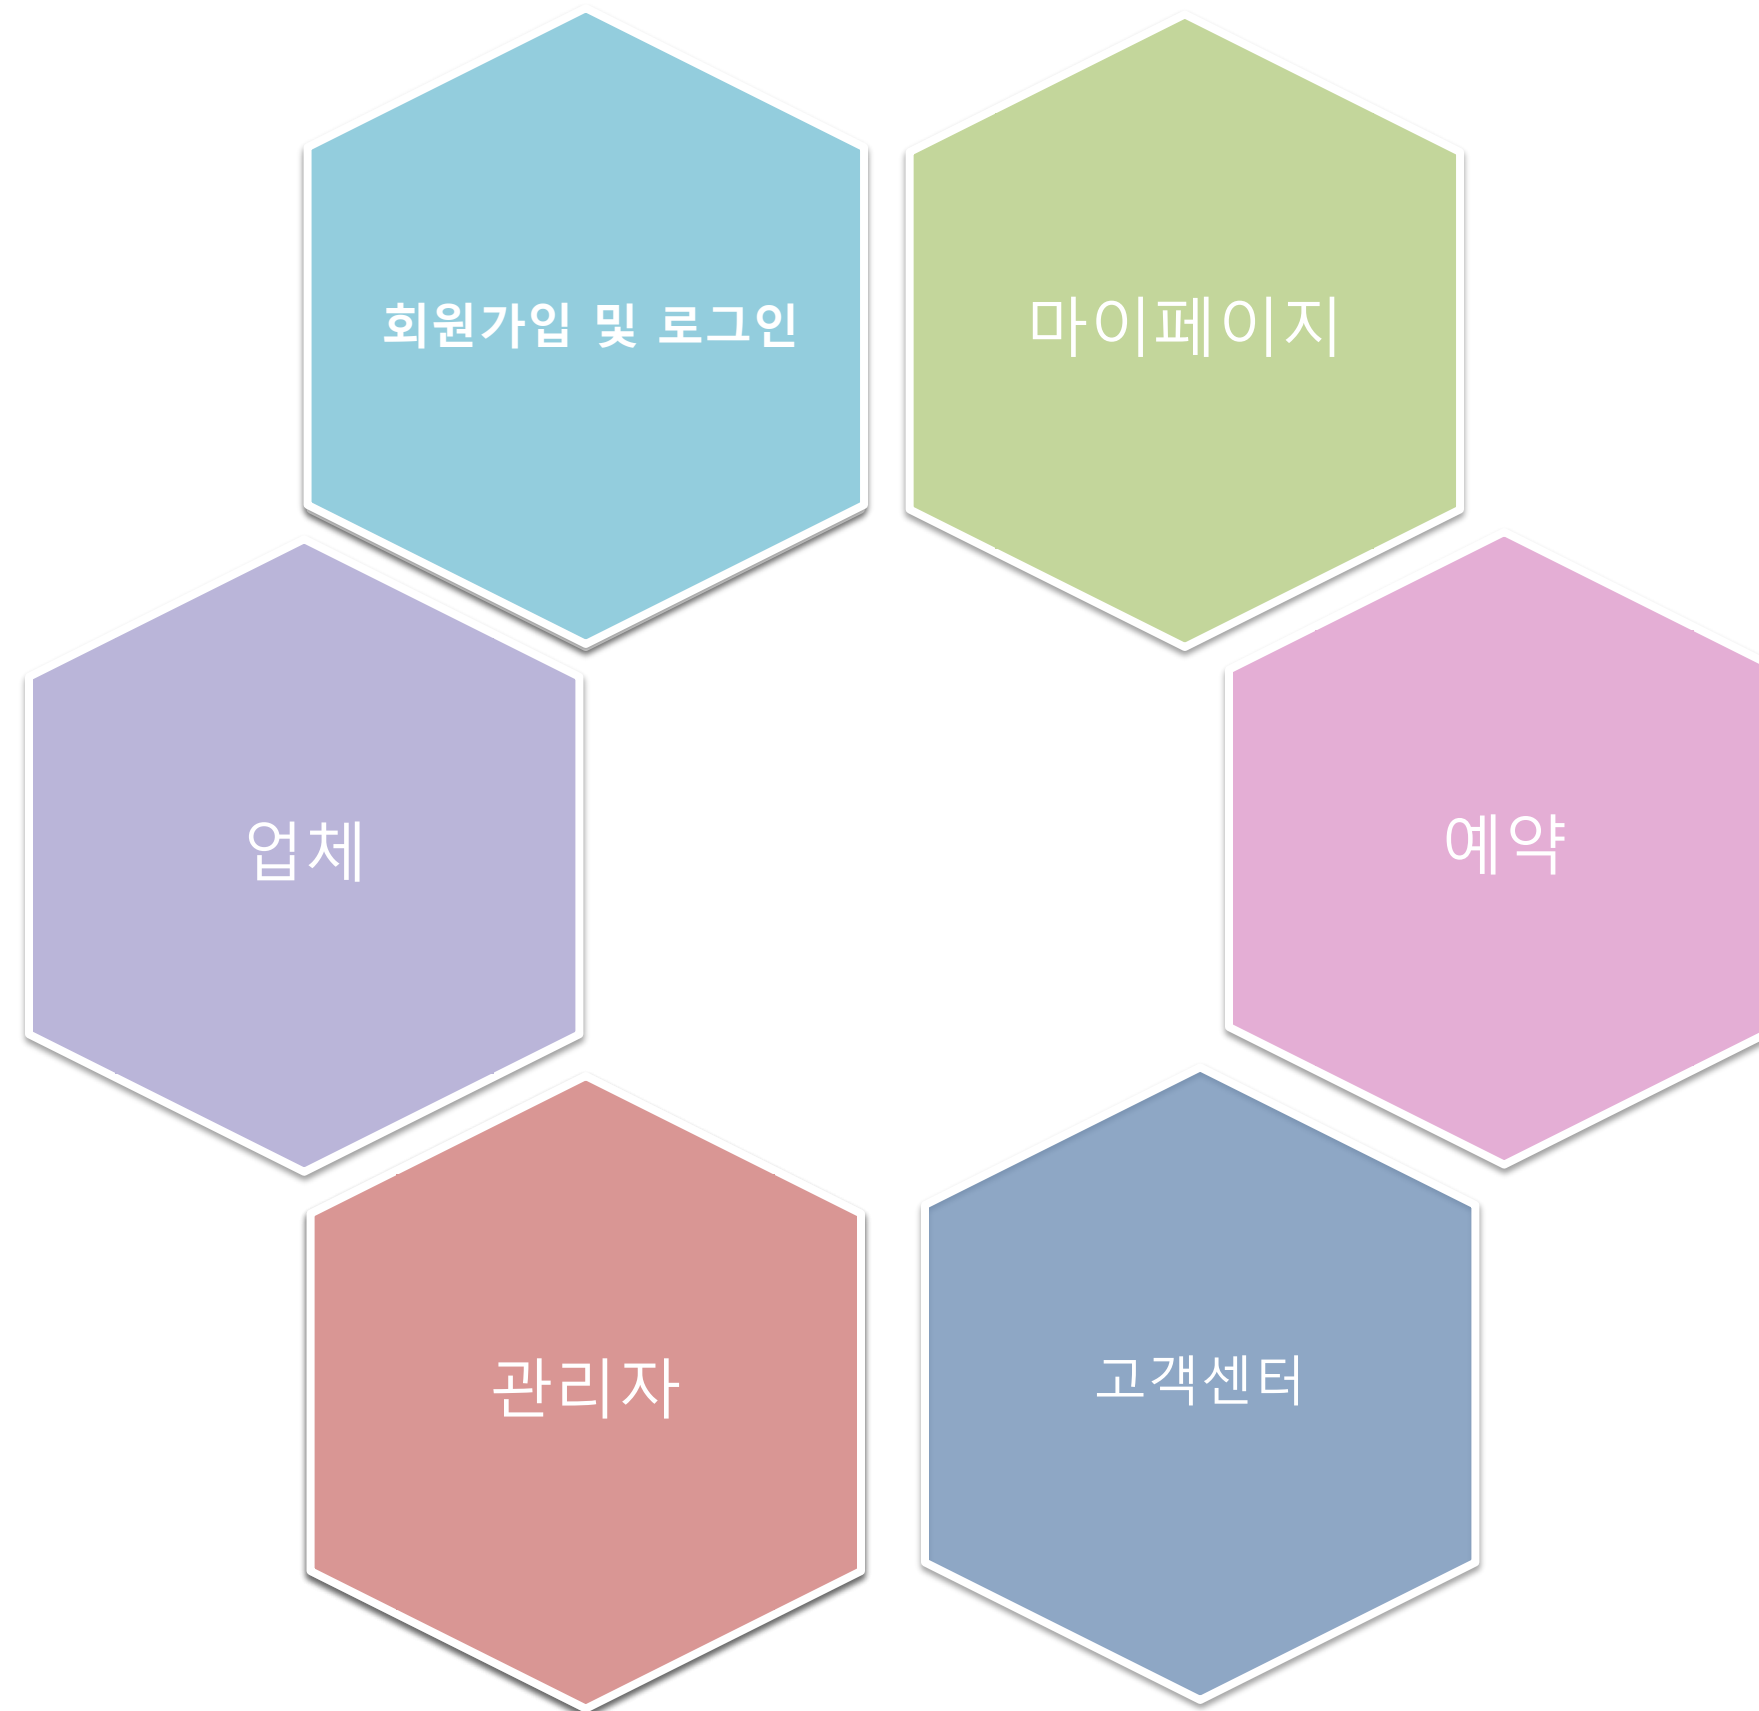 회원가입 및 로그인
마이페이지
업체
예약
관리자
고객센터